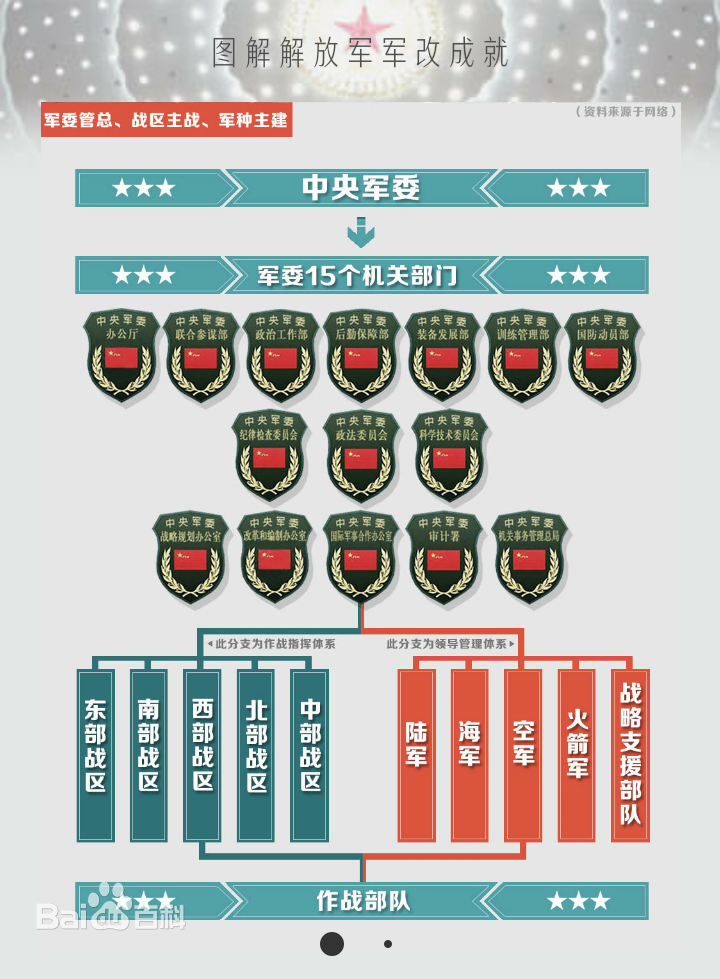 图解解放军军改成就
军委管总、战区主战、军种主建
（资料来源于网络）
中央军委
军委15个机关部门
中央军委
办公厅
中央军委
联合参谋部
中央军委
政治工作部
中央军委
后勤保障部
中央军委
装备发展部
中央军委
训练管理部
中央军委
国防动员部
中央军委
纪律检查委员会
中央军委
政法委员会
中央军委
科学技术委员会
中央军委
战略规划办公室
中央军委
改革和编制办公室
中央军委
国际军事合作办公室
中央军委
审计署
中央军委
机关事务管理总局
此分支为作战指挥体系
此分支为领导管理体系
东部战区
南部战区
西部战区
北部战区
中部战区
陆军
海军
空军
火箭军
战略支援部队
作战部队
Bai百科